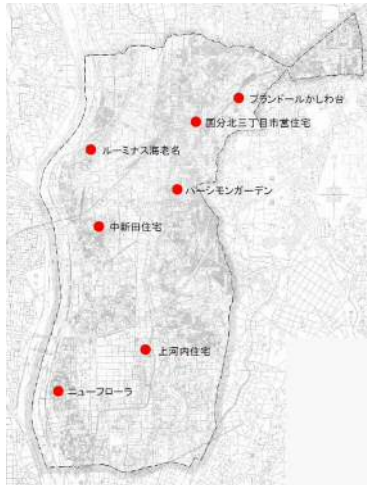 ブランドールかしわ台
国分北三丁目市営住宅
ルーミナス海老名
パーシモンガーデン
中新田住宅
上河内住宅
ニューフローラ